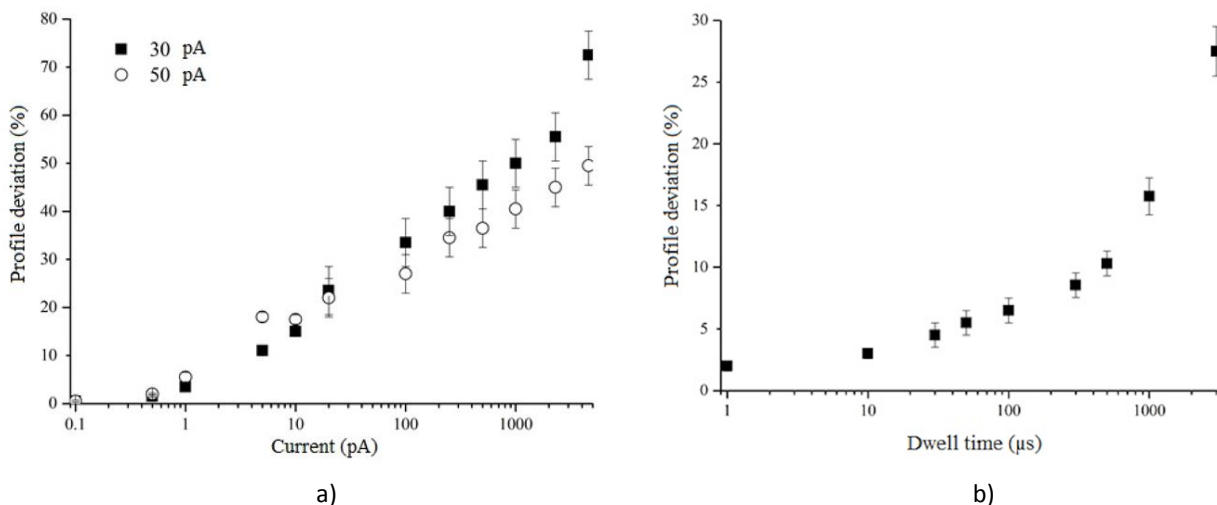 80
70
60
50
40
30
20
10
0
Profile deviation (%)
30 pA
50 pA
0.1 1 10 100 1000
Current (pA)
a)
30
25
20
15
10
5
0
Profile deviation (%)
1 10 100 1000
Dwell time (µs)
b)